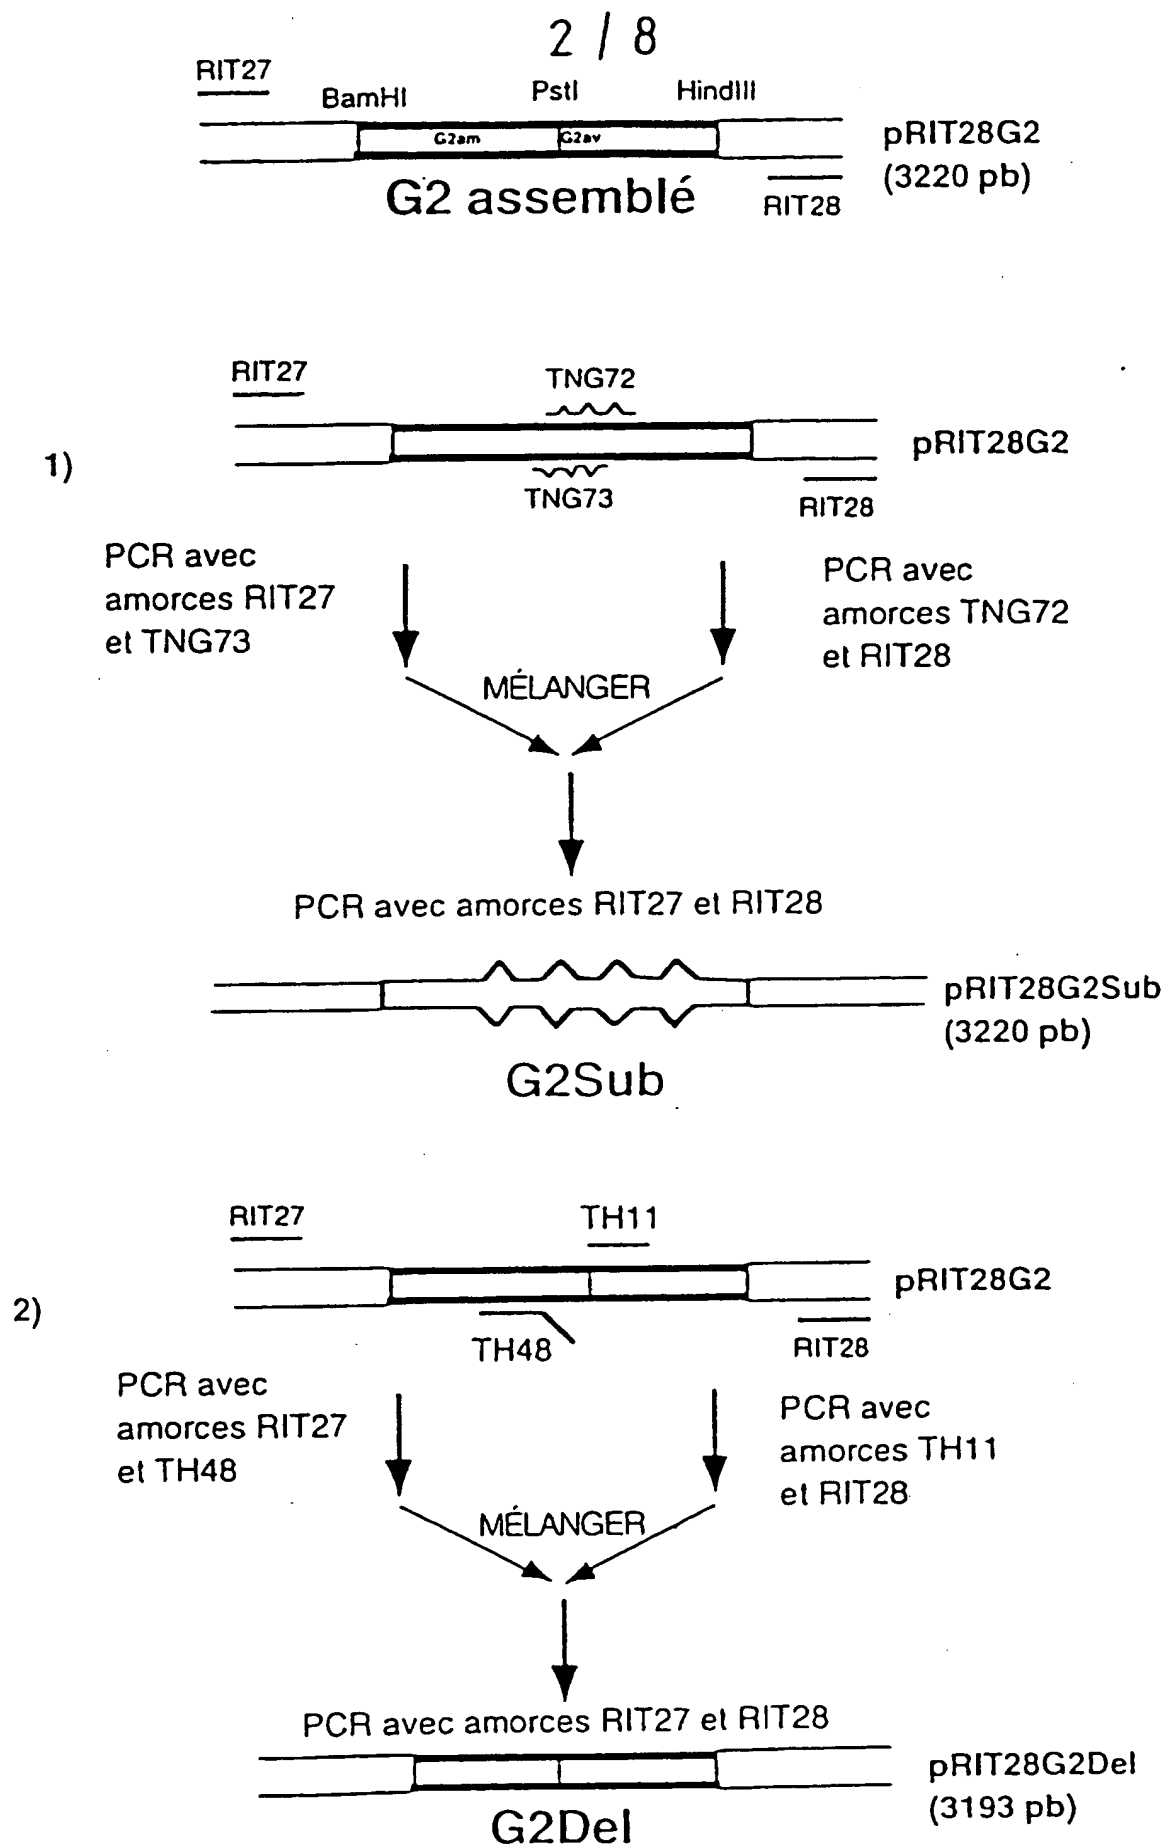 2 / 8
RIT27
BamHI
PstI
HindIII
G2am
G2av
pRIT28G2
(3220 pb)
G2 assemblé
RIT28
RIT27
TNG72
pRIT28G2
1)
TNG73
RIT28
PCR avec
amorces RIT27
et TNG73
PCR avec
amorces TNG72
et RIT28
MÉLANGER
PCR avec amorces RIT27 et RIT28
pRIT28G2Sub
(3220 pb)
G2Sub
RIT27
TH11
pRIT28G2
2)
TH48
RIT28
PCR avec
amorces RIT27
et TH48
PCR avec
amorces TH11
et RIT28
MÉLANGER
PCR avec amorces RIT27 et RIT28
pRIT28G2Del
(3193 pb)
G2Del